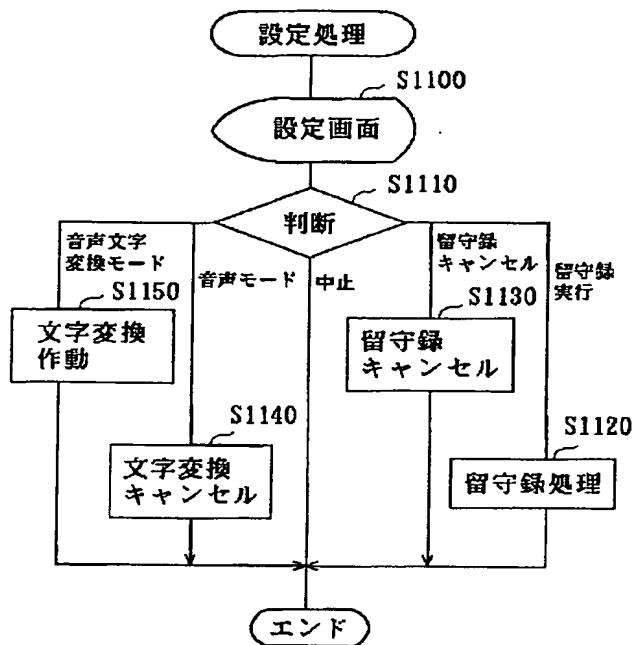 設定処理
S1100
設定画面
S1110
判断
音声文字
変換モード
音声モード
中止
留守録
キャンセル
留守録
実行
S1150
文字変換
作動
S1130
留守録
キャンセル
S1140
文字変換
キャンセル
S1120
留守録処理
エンド